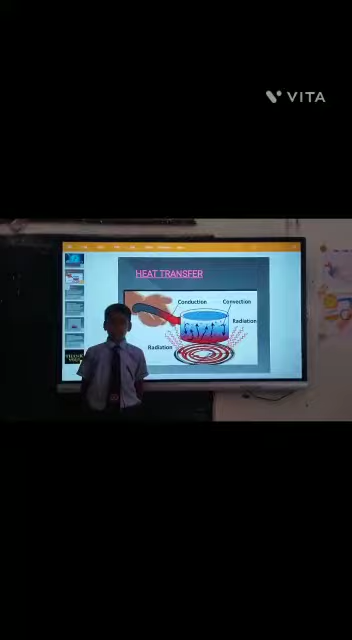 VITA
HEAT TRANSFER
Conduction
Convection
Radiation
Radiation